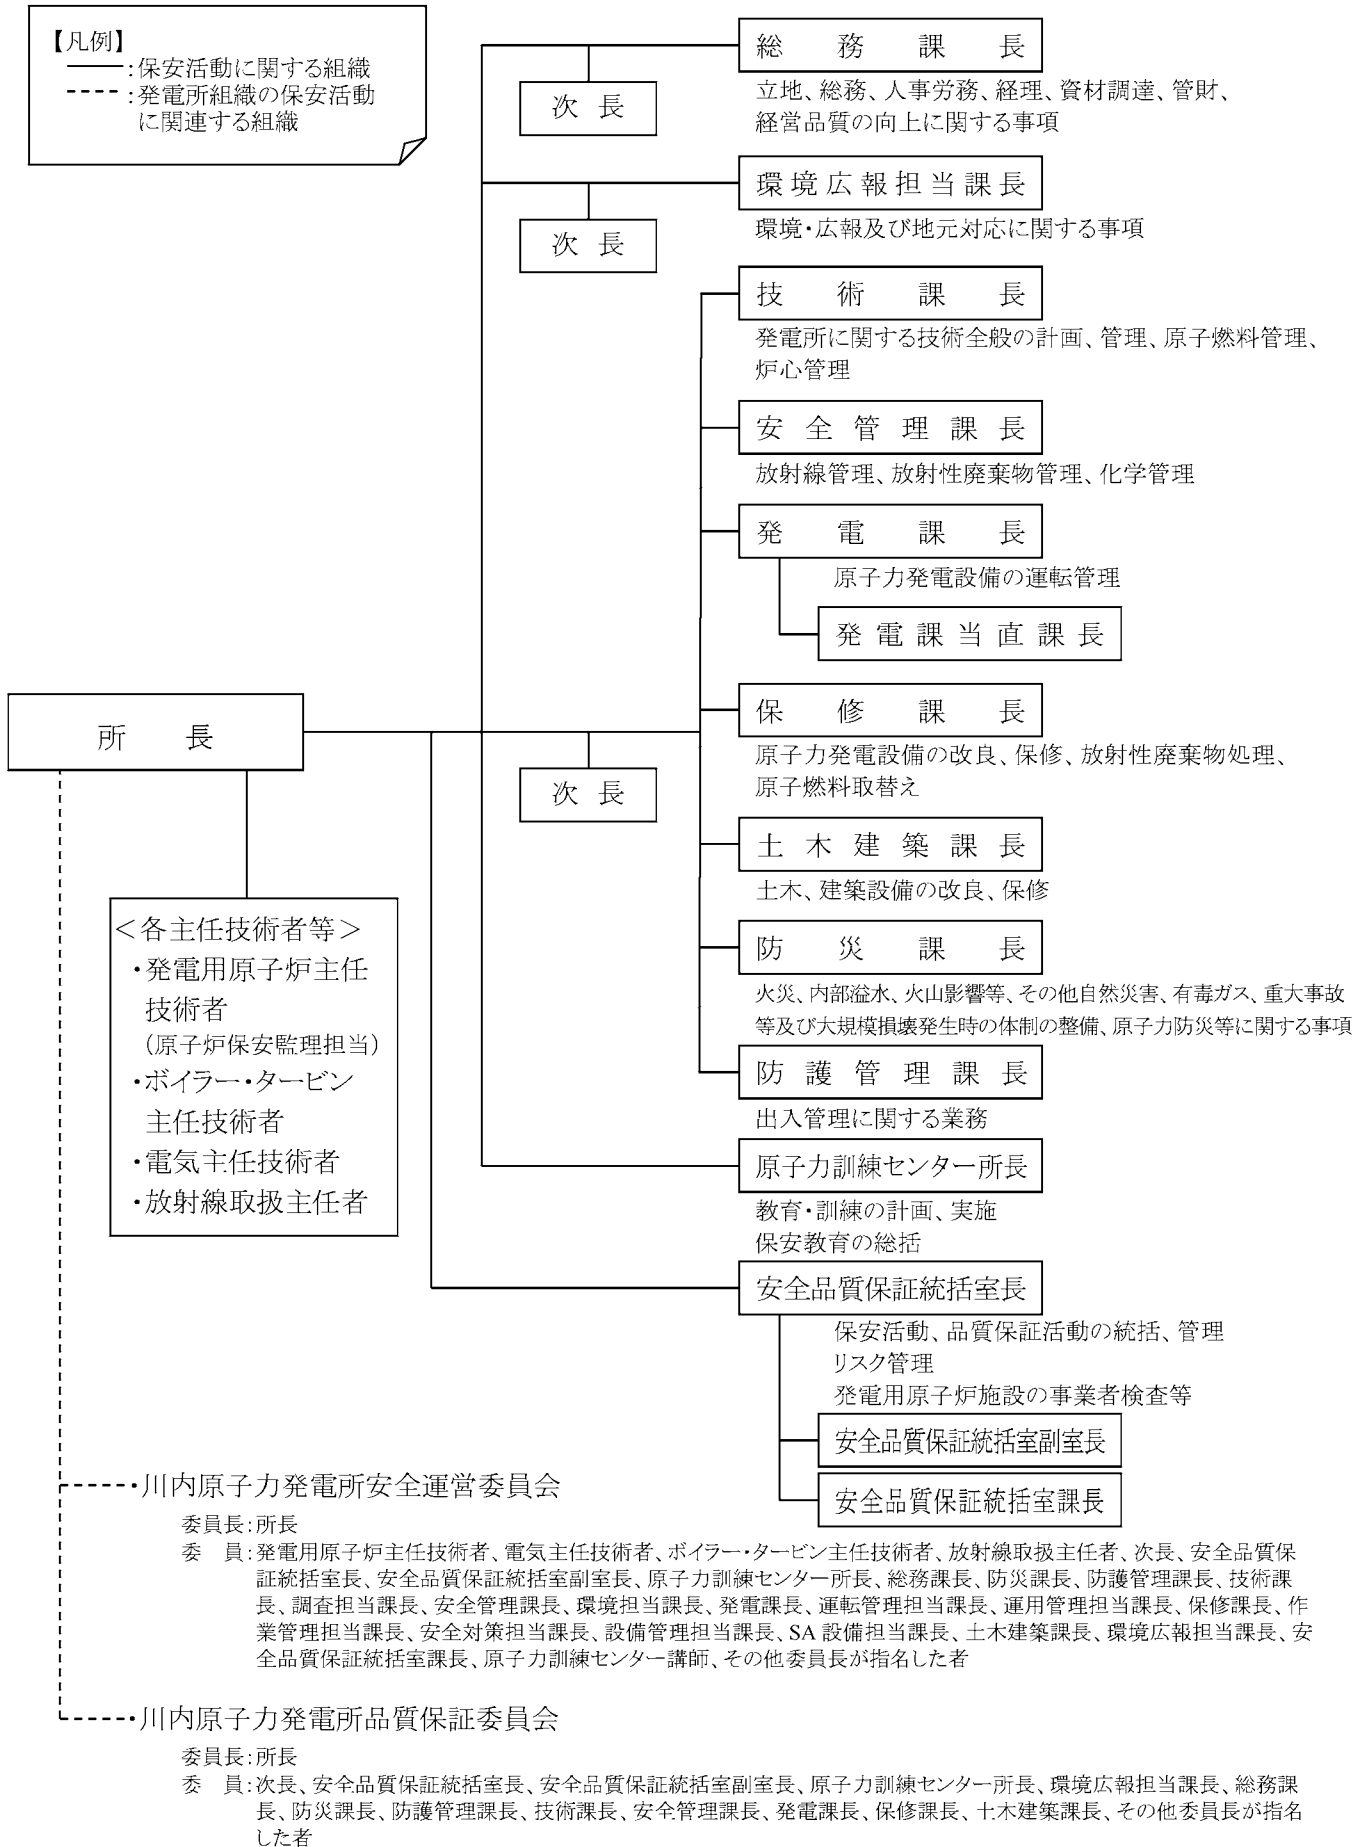 【凡例】
――― :保安活動に関する組織
---- :発電所組織の保安活動
に関連する組織
総務課長
次長
立地、総務、人事労務、経理、資材調達、管財、
経営品質の向上に関する事項
環境広報担当課長
次長
環境・広報及び地元対応に関する事項
技術課長
発電所に関する技術全般の計画、管理、原子燃料管理、
炉心管理
安全管理課長
放射線管理、放射性廃棄物管理、化学管理
発電課長
原子力発電設備の運転管理
発電課当直課長
所長
次長
保修課長
原子力発電設備の改良、保修、放射性廃棄物処理、
原子燃料取替え
土木建築課長
土木、建築設備の改良、保修
防災課長
火災、内部溢水、火山影響等、その他自然災害、有毒ガス、重大事故
等及び大規模損壊発生時の体制の整備、原子力防災等に関する事項
防護管理課長
出入管理に関する業務
原子力訓練センター所長
教育・訓練の計画、実施
保安教育の総括
安全品質保証統括室長
保安活動、品質保証活動の統括、管理
リスク管理
発電用原子炉施設の事業者検査等
安全品質保証統括室副室長
安全品質保証統括室課長
<各主任技術者等>
・発電用原子炉主任
技術者
(原子炉保安監理担当)
・ボイラー・タービン
主任技術者
・電気主任技術者
・放射線取扱主任者
・川内原子力発電所安全運営委員会
委員長:所長
委 員:発電用原子炉主任技術者、電気主任技術者、ボイラー・タービン主任技術者、放射線取扱主任者、次長、安全品質保
証統括室長、安全品質保証統括室副室長、原子力訓練センター所長、総務課長、防災課長、防護管理課長、技術課
長、調査担当課長、安全管理課長、環境担当課長、発電課長、運転管理担当課長、運用管理担当課長、保修課長、作
業管理担当課長、安全対策担当課長、設備管理担当課長、SA 設備担当課長、土木建築課長、環境広報担当課長、安
全品質保証統括室課長、原子力訓練センター講師、その他委員長が指名した者
・川内原子力発電所品質保証委員会
委員長:所長
委 員:次長、安全品質保証統括室長、安全品質保証統括室副室長、原子力訓練センター所長、環境広報担当課長、総務課
長、防災課長、防護管理課長、技術課長、安全管理課長、発電課長、保修課長、土木建築課長、その他委員長が指名
した者